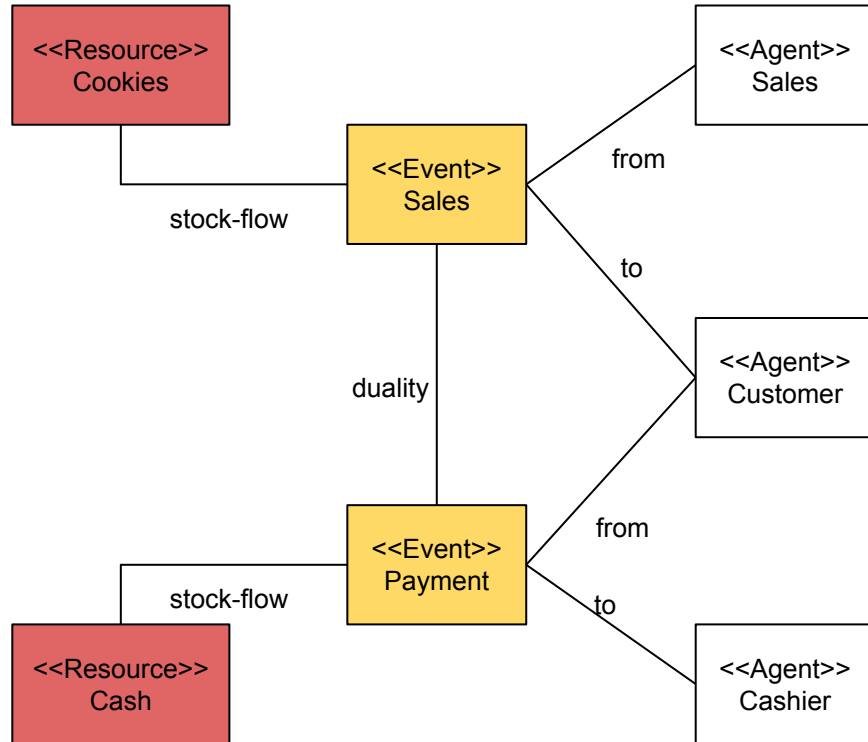 <<Resource>>
Cookies
<<Agent>>
Sales
<<Event>>
Sales
from
stock-flow
to
<<Agent>>
Customer
duality
<<Event>>
Payment
from
stock-flow
to
<<Resource>>
Cash
<<Agent>>
Cashier